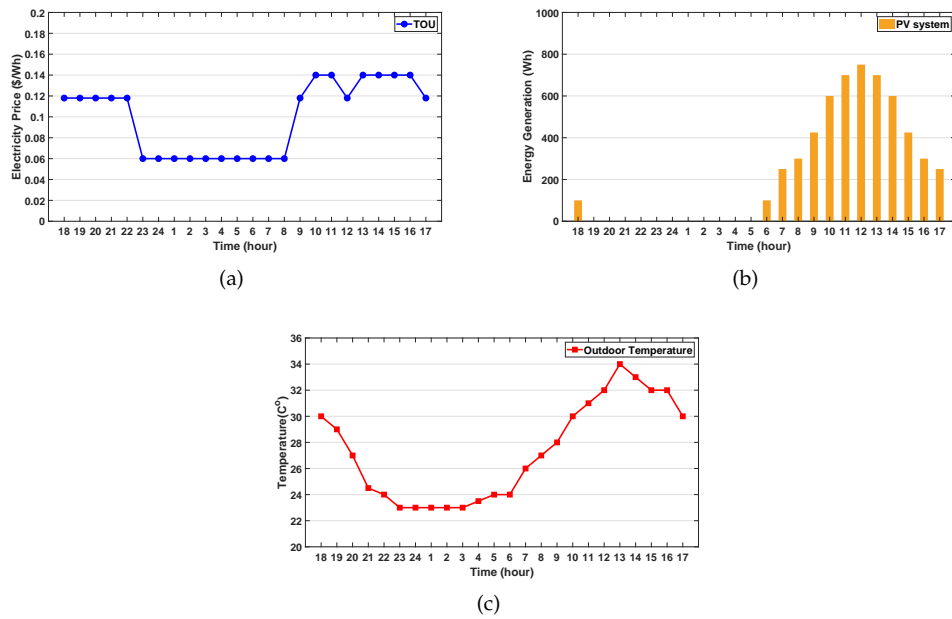 0.2
0.18
0.16
0.14
0.12
0.1
0.08
0.06
0.04
0.02
0
Electricity Price ($/Wh)
TOU
18 19 20 21 22 23 24 1 2 3 4 5 6 7 8 9 10 11 12 13 14 15 16 17
Time (hour)
(a)
1000
800
600
400
200
0
Energy Generation (Wh)
PV system
18 19 20 21 22 23 24 1 2 3 4 5 6 7 8 9 10 11 12 13 14 15 16 17
Time (hour)
(b)
36
34
32
30
28
26
24
22
20
Temperature(C°)
Outdoor Temperature
18 19 20 21 22 23 24 1 2 3 4 5 6 7 8 9 10 11 12 13 14 15 16 17
Time (hour)
(c)